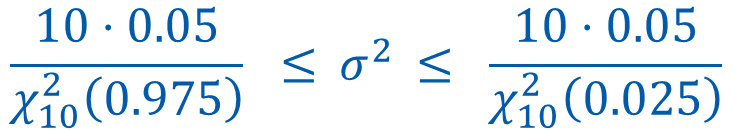 10 · 0.05 / χ²₁₀(0.975) ≤ σ² ≤ 10 · 0.05 / χ²₁₀(0.025)